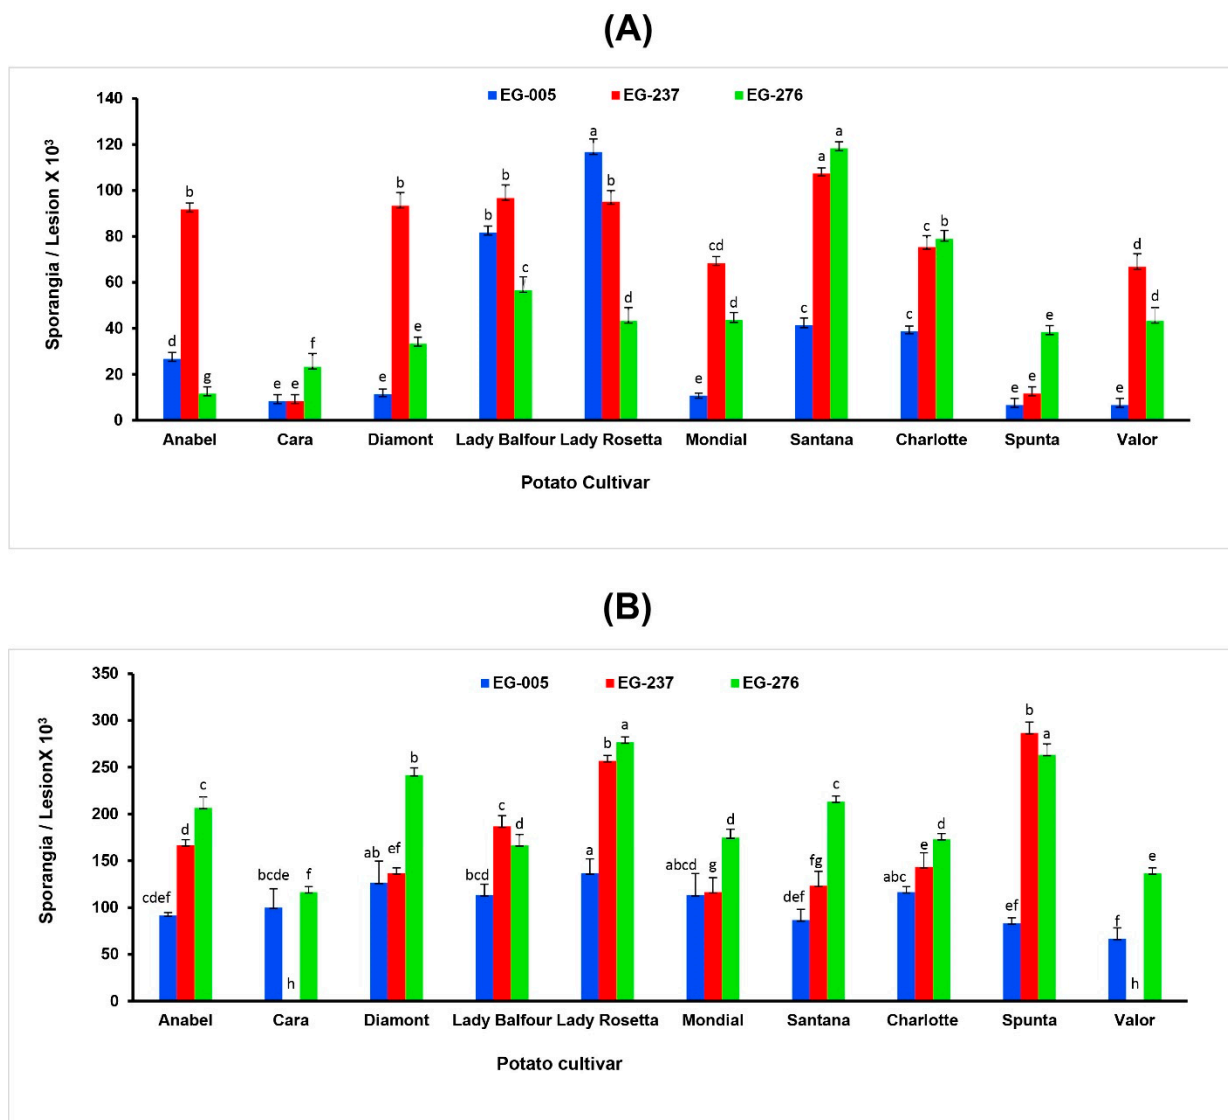 (A)
EG-005 EG-237 EG-276
Sporangia / Lesion X 10³
140
120
100
80
60
40
20
0
d b g
e e f
e b e
b b c
a b d
e cd d
c a a
c c b
e e e
e d d
Anabel Cara Diamont Lady Balfour Lady Rosetta Mondial Santana Charlotte Spunta Valor
Potato Cultivar
(B)
EG-005 EG-237 EG-276
Sporangia / LesionX 10³
350
300
250
200
150
100
50
0
cdef d c
bcde h f
ab ef b
bcd c d
a b a
abcd g d
def fg c
abc e d
ef b a
f h e
Anabel Cara Diamont Lady Balfour Lady Rosetta Mondial Santana Charlotte Spunta Valor
Potato cultivar